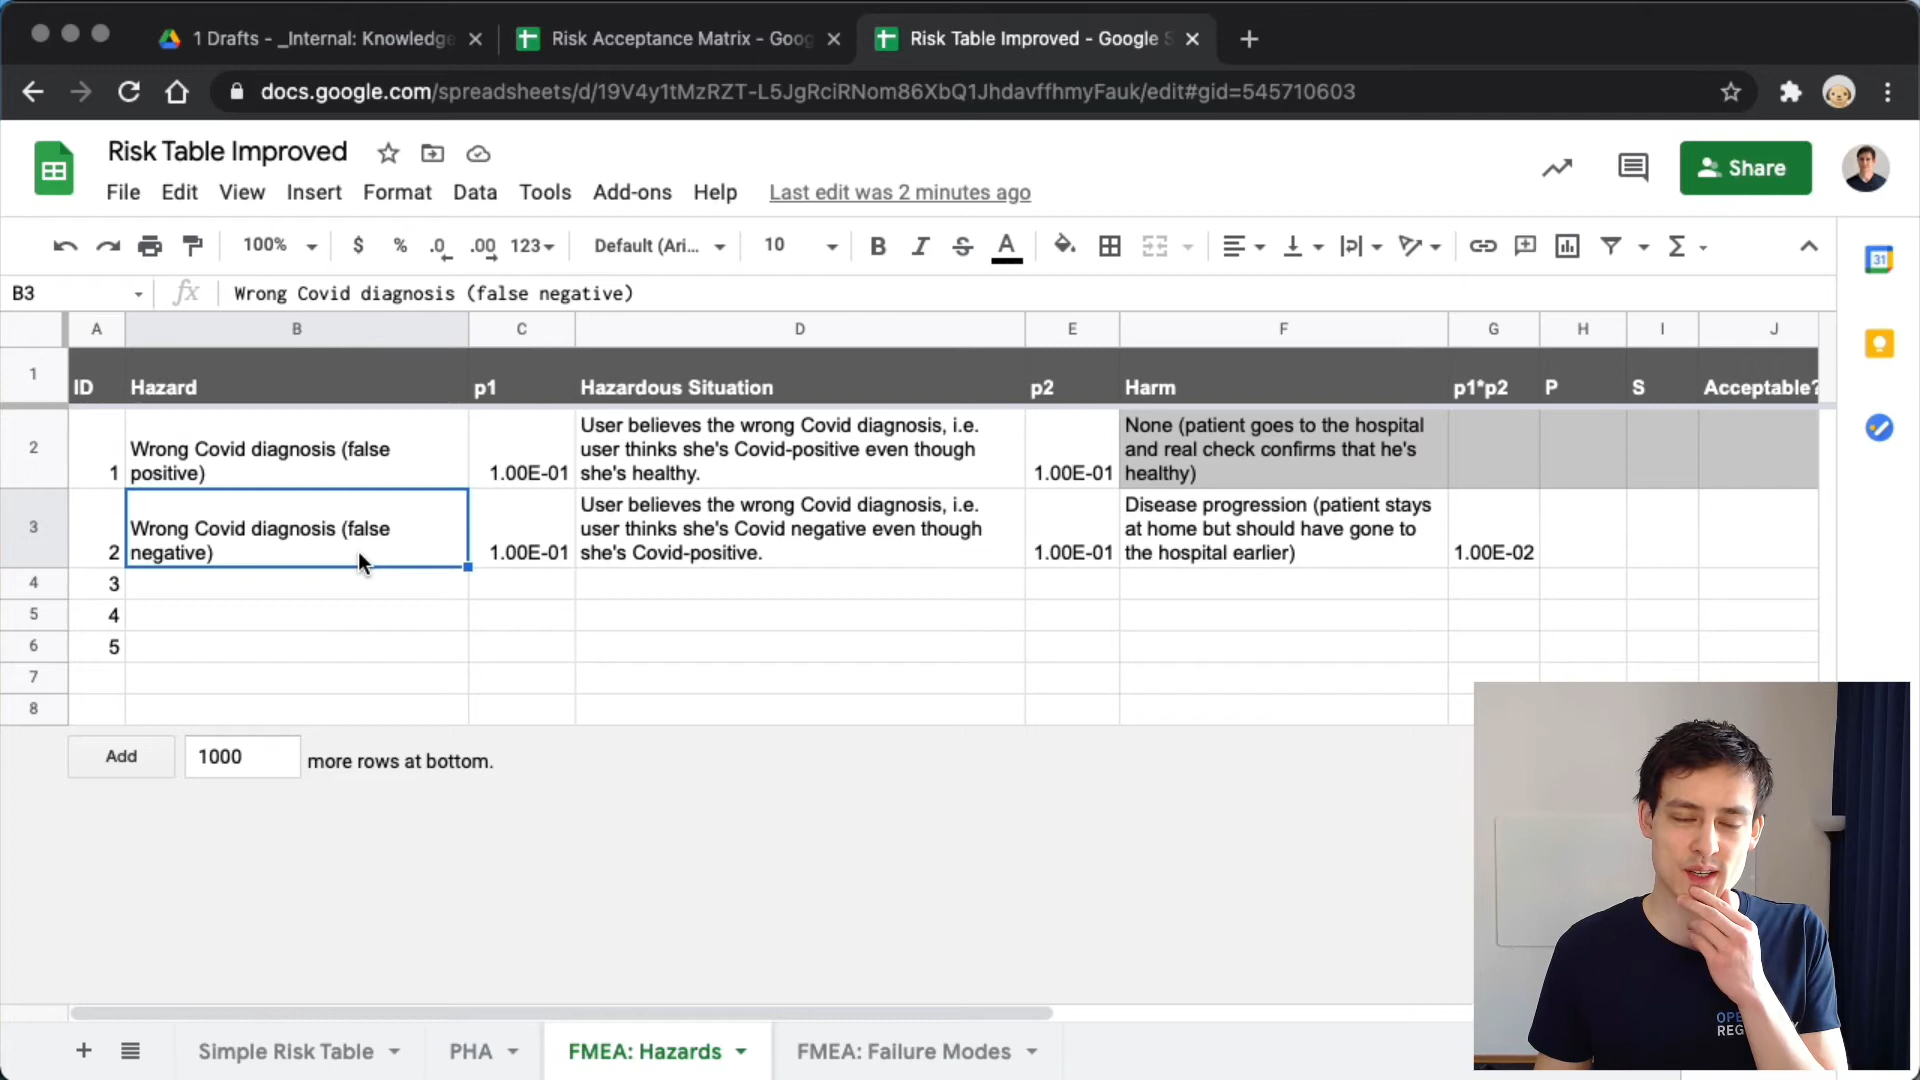 1 Drafts - _Internal: Knowledge
Risk Acceptance Matrix - Goog
Risk Table Improved - Google S
docs.google.com/spreadsheets/d/19V4y1tMzRZT-L5JgRciRNom86XbQ1JhdavffhmyFauk/edit#gid=545710603
Risk Table Improved
File Edit View Insert Format Data Tools Add-ons Help Last edit was 2 minutes ago
Share
100% $ % .0 .00 123 Default (Ari... 10 B I S A
31
B3 fx Wrong Covid diagnosis (false negative)
A B C D E F G H I J
1 ID Hazard p1 Hazardous Situation p2 Harm p1*p2 P S Acceptable?
2 1
Wrong Covid diagnosis (false
positive)
1.00E-01
User believes the wrong Covid diagnosis, i.e.
user thinks she's Covid-positive even though
she's healthy.
1.00E-01
None (patient goes to the hospital
and real check confirms that he's
healthy)
3 2
Wrong Covid diagnosis (false
negative)
1.00E-01
User believes the wrong Covid diagnosis, i.e.
user thinks she's Covid negative even though
she's Covid-positive.
1.00E-01
Disease progression (patient stays
at home but should have gone to
the hospital earlier)
1.00E-02
4 3
5 4
6 5
7
8
Add 1000 more rows at bottom.
OPE
REG Y
Simple Risk Table PHA FMEA: Hazards FMEA: Failure Modes